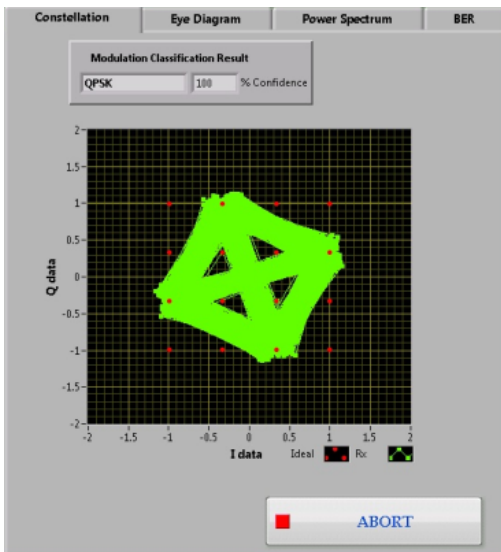 Constellation Eye Diagram Power Spectrum BER
Modulation Classification Result
QPSK 100 % Confidence
2
1.5
1
0.5
0
-0.5
-1
-1.5
-2
Q data
-2 -1.5 -1 -0.5 0 0.5 1 1.5 2
I data Ideal Rx
ABORT